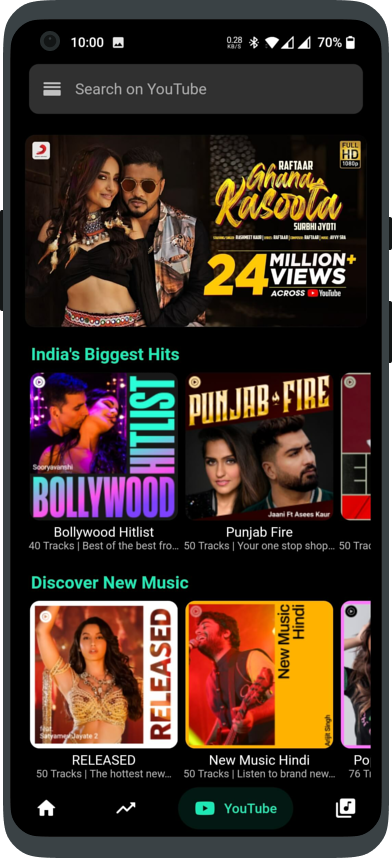 10:00
0.28
KB/S
70%
Search on YouTube
FULL
HD
1080p
RAFTAAR
Ghana
Kasoota
SURBHI JYOTI
24 MILLION+
VIEWS
ACROSS YouTube
India's Biggest Hits
Sooryavanshi
HITLIST
BOLLYWOOD
PUNJAB FIRE
Jaani Ft Asees Kaur
Bollywood Hitlist
40 Tracks | Best of the best fro...
Punjab Fire
50 Tracks | Your one stop shop...
50 Trac
Discover New Music
RELEASED
Satyameva Jayate 2
New Music
Hindi
Arijit Singh
RELEASED
50 Tracks | The hottest new...
New Music Hindi
50 Tracks | Listen to brand new...
Po
76 Tr
YouTube